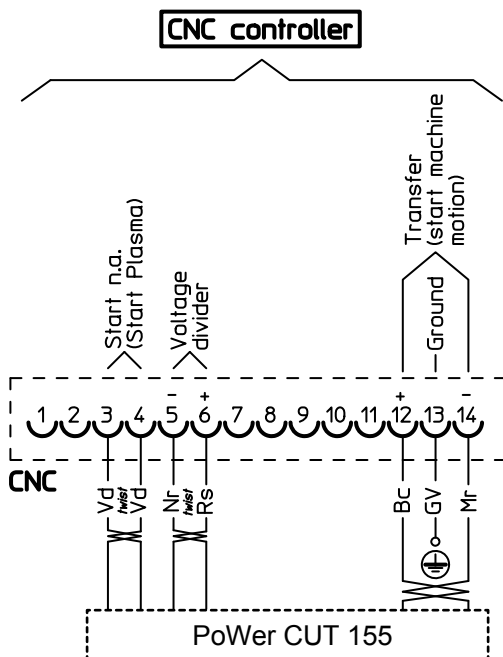 CNC controller
Start n.a.
(Start Plasma)
Voltage
divider
Transfer
(start machine
motion)
Ground
- + + -
1 2 3 4 5 6 7 8 9 10 11 12 13 14
CNC
Vd twist Vd Nr twist Rs Bc GV Mr
PoWer CUT 155